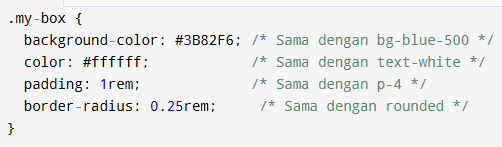 .my-box {
  background-color: #3B82F6; /* Sama dengan bg-blue-500 */
  color: #ffffff;            /* Sama dengan text-white */
  padding: 1rem;             /* Sama dengan p-4 */
  border-radius: 0.25rem;     /* Sama dengan rounded */
}